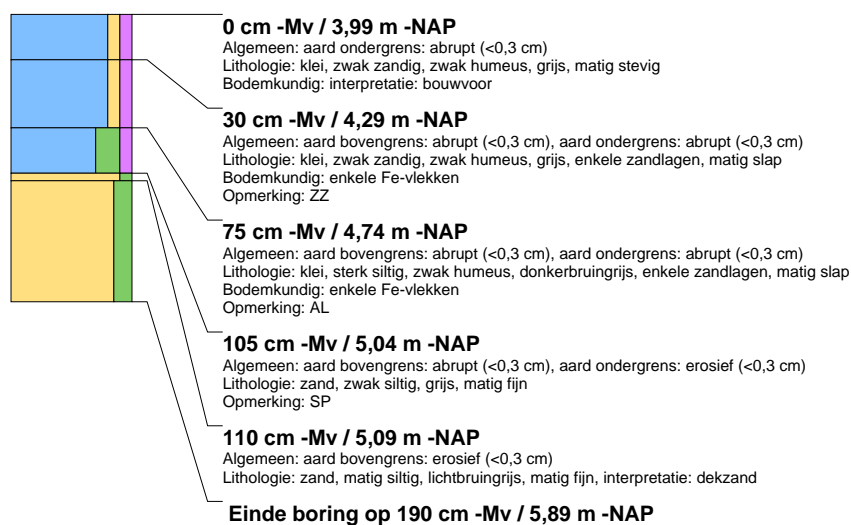 0 cm -Mv / 3,99 m -NAP
Algemeen: aard ondergrens: abrupt (<0,3 cm)
Lithologie: klei, zwak zandig, zwak humeus, grijs, matig stevig
Bodemkundig: interpretatie: bouwvoor
30 cm -Mv / 4,29 m -NAP
Algemeen: aard bovengrens: abrupt (<0,3 cm), aard ondergrens: abrupt (<0,3 cm)
Lithologie: klei, zwak zandig, zwak humeus, grijs, enkele zandlagen, matig slap
Bodemkundig: enkele Fe-vlekken
Opmerking: ZZ
75 cm -Mv / 4,74 m -NAP
Algemeen: aard bovengrens: abrupt (<0,3 cm), aard ondergrens: abrupt (<0,3 cm)
Lithologie: klei, sterk siltig, zwak humeus, donkerbruingrijs, enkele zandlagen, matig slap
Bodemkundig: enkele Fe-vlekken
Opmerking: AL
105 cm -Mv / 5,04 m -NAP
Algemeen: aard bovengrens: abrupt (<0,3 cm), aard ondergrens: erosief (<0,3 cm)
Lithologie: zand, zwak siltig, grijs, matig fijn
Opmerking: SP
110 cm -Mv / 5,09 m -NAP
Algemeen: aard bovengrens: erosief (<0,3 cm)
Lithologie: zand, matig siltig, lichtbruingrijs, matig fijn, interpretatie: dekzand
Einde boring op 190 cm -Mv / 5,89 m -NAP